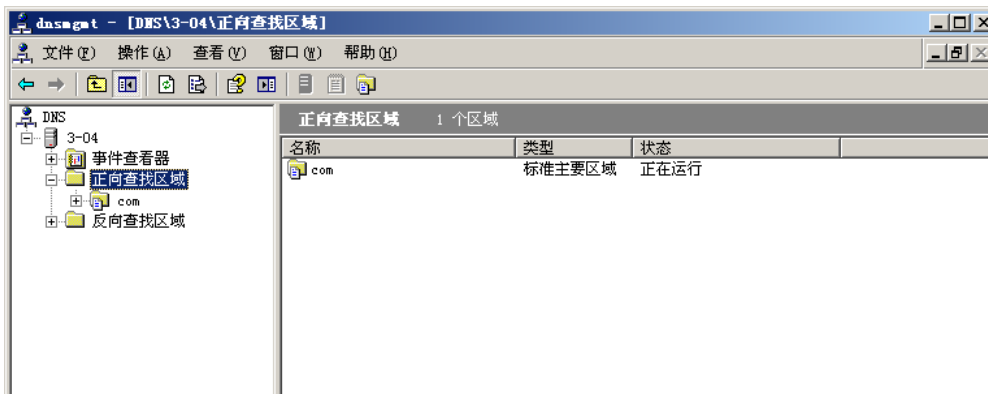 dnsmgmt - [DNS\3-04\正向查找区域]
文件(F) 操作(A) 查看(V) 窗口(W) 帮助(H)
DNS
3-04
事件查看器
正向查找区域
com
反向查找区域
正向查找区域 1 个区域
名称 类型 状态
com 标准主要区域 正在运行